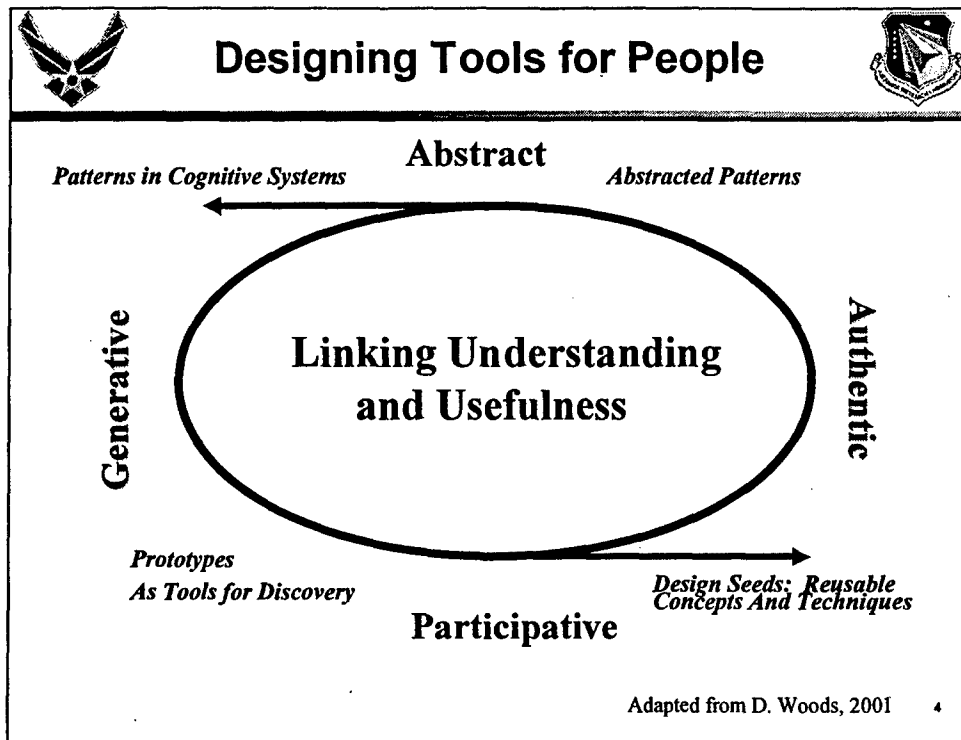 Designing Tools for People
Abstract
Patterns in Cognitive Systems
Abstracted Patterns
Generative
Linking Understanding
and Usefulness
Authentic
Prototypes
As Tools for Discovery
Design Seeds: Reusable
Concepts And Techniques
Participative
Adapted from D. Woods, 2001
4